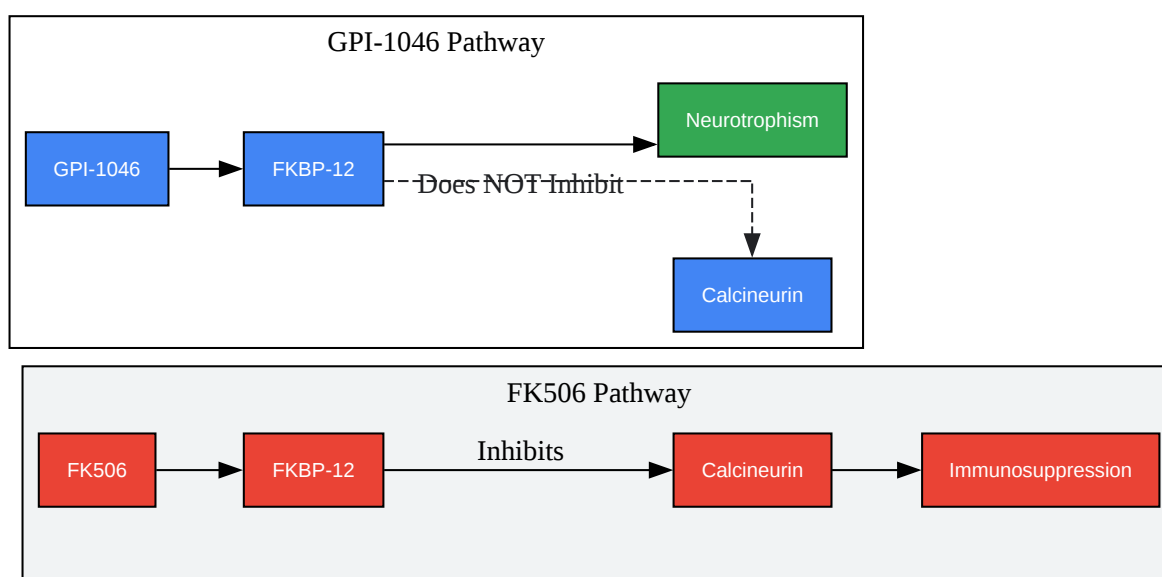 GPI-1046 Pathway
Neurotrophism
GPI-1046
FKBP-12
Does NOT Inhibit
Calcineurin
FK506 Pathway
Inhibits
FK506
FKBP-12
Calcineurin
Immunosuppression